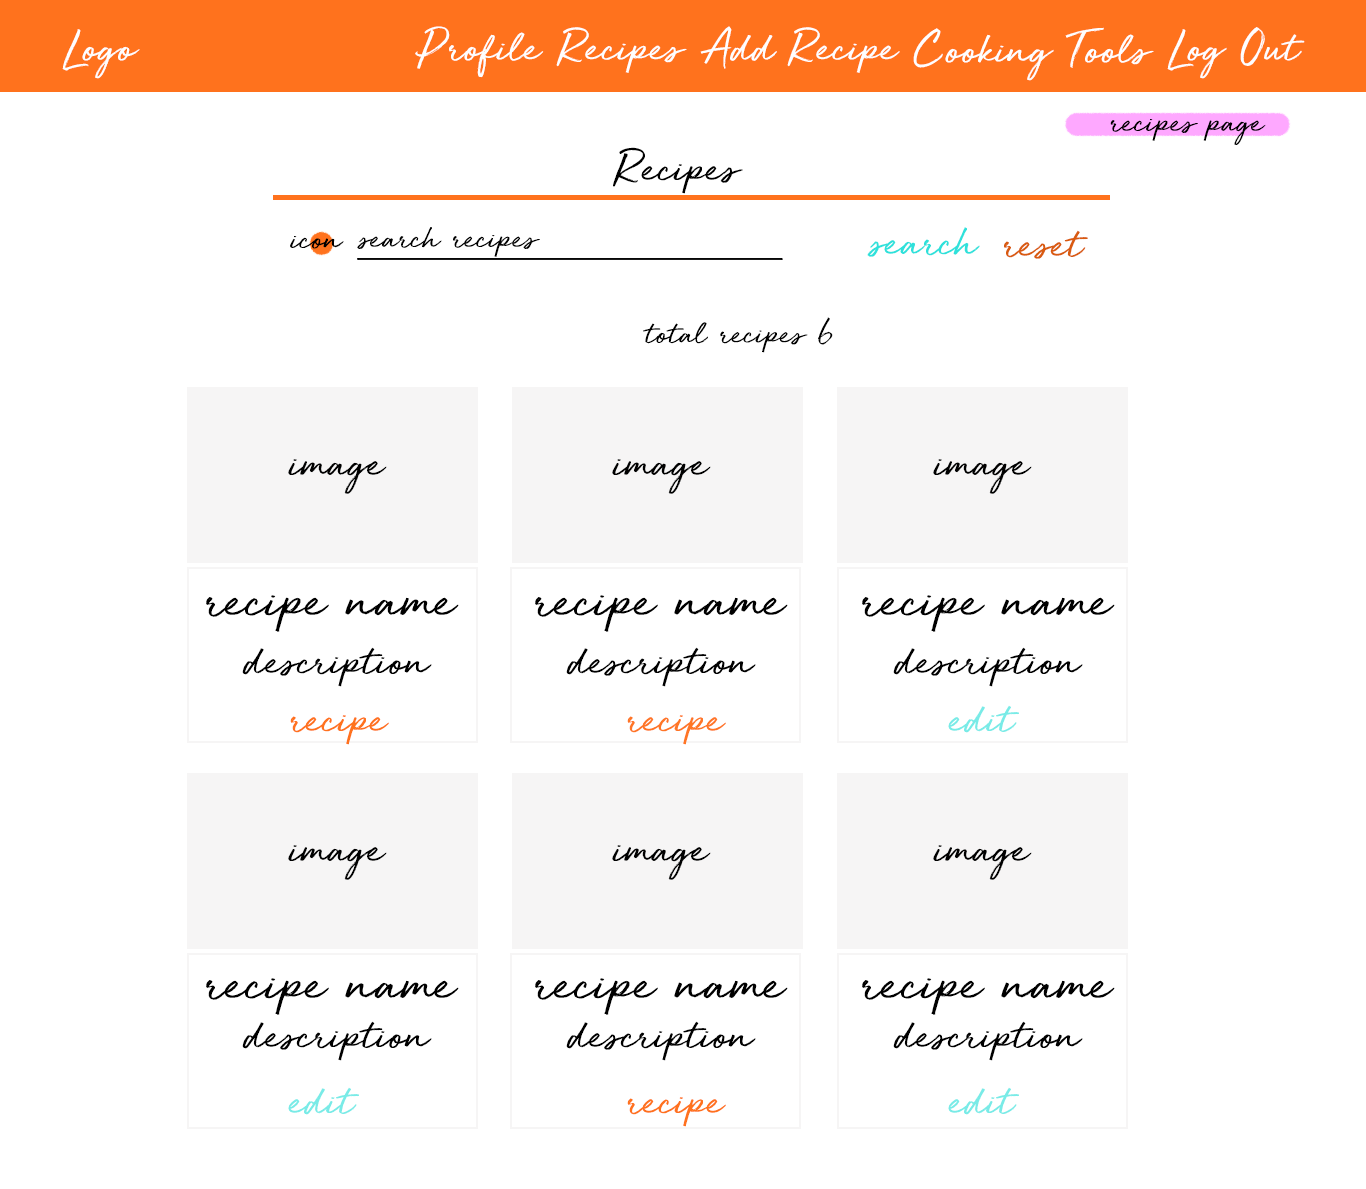 Logo Profile Recipes Add Recipe Cooking Tools Log Out
recipes page
Recipes
icon search recipes search reset
total recipes 6
image image image
recipe name recipe name recipe name
description description description
recipe recipe edit
image image image
recipe name recipe name recipe name
description description description
edit recipe edit